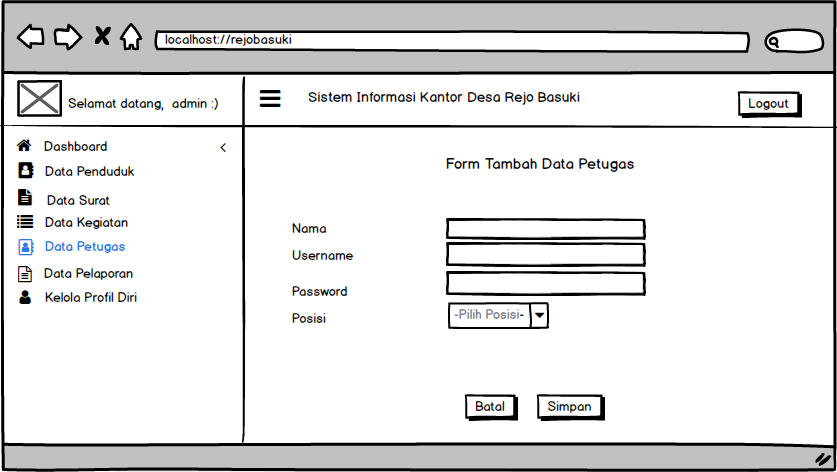 localhost://rejobasuki
Selamat datang, admin :)
Sistem Informasi Kantor Desa Rejo Basuki
Logout
Dashboard
Data Penduduk
Data Surat
Data Kegiatan
Data Petugas
Data Pelaporan
Kelola Profil Diri
Form Tambah Data Petugas
Nama
Username
Password
Posisi
-Pilih Posisi-
Batal
Simpan